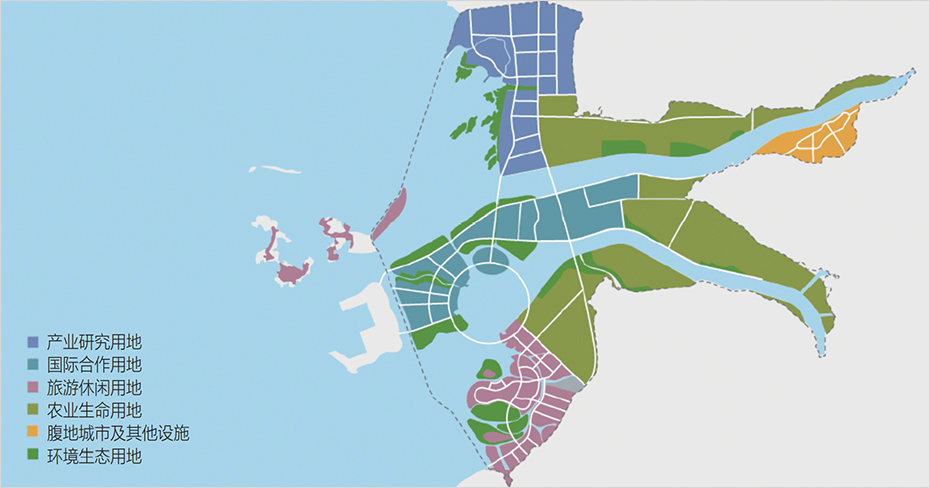 产业研究用地
国际合作用地
旅游休闲用地
农业生命用地
腹地城市及其他设施
环境生态用地